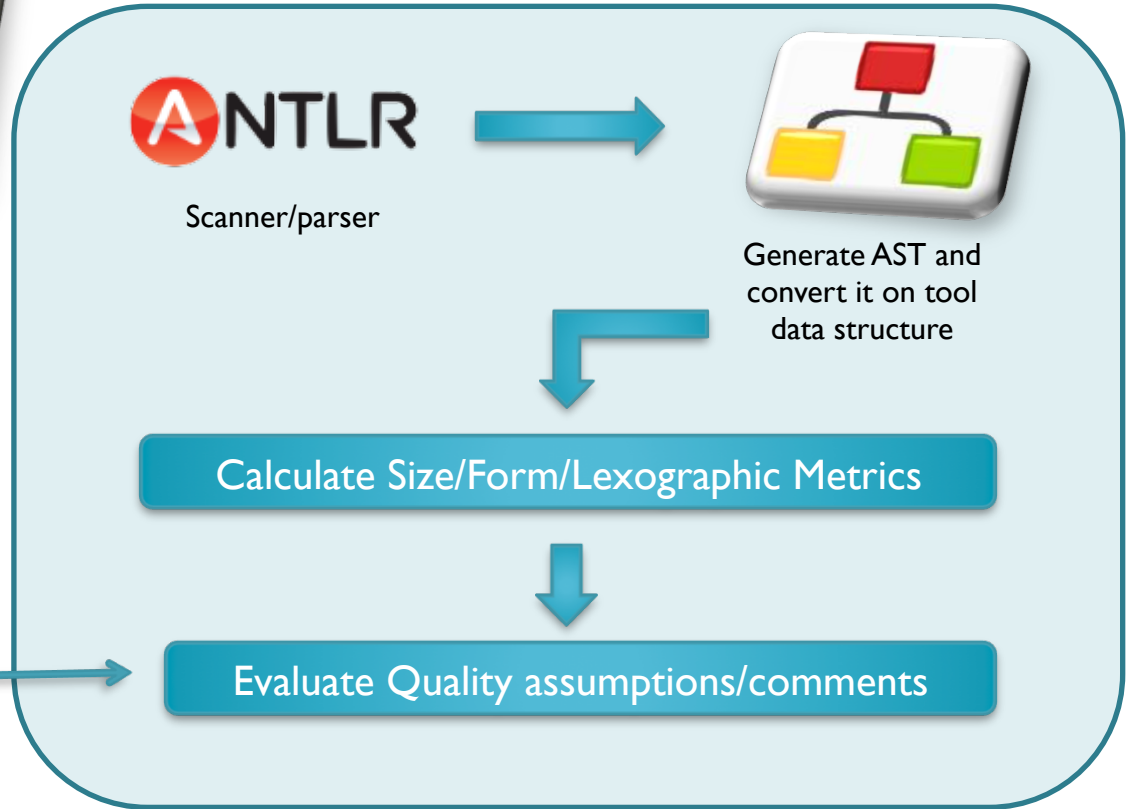 ANTLR
Scanner/parser
Generate AST and
convert it on tool
data structure
Calculate Size/Form/Lexographic Metrics
Evaluate Quality assumptions/comments